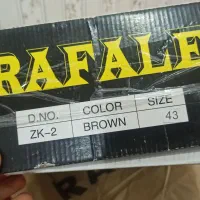 RAFALE
D.NO. COLOR SIZE
ZK-2 BROWN 43